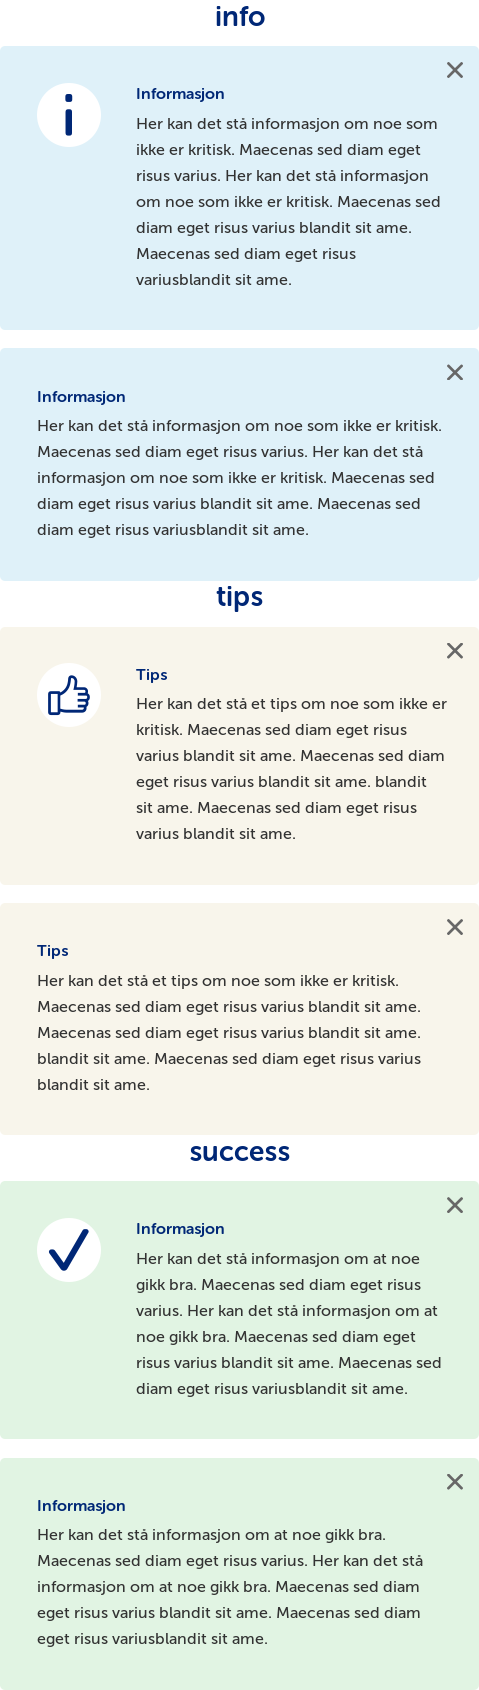 info
Informasjon
Her kan det stå informasjon om noe som
ikke er kritisk. Maecenas sed diam eget
risus varius. Her kan det stå informasjon
om noe som ikke er kritisk. Maecenas sed
diam eget risus varius blandit sit ame.
Maecenas sed diam eget risus
variusblandit sit ame.
Informasjon
Her kan det stå informasjon om noe som ikke er kritisk.
Maecenas sed diam eget risus varius. Her kan det stå
informasjon om noe som ikke er kritisk. Maecenas sed
diam eget risus varius blandit sit ame. Maecenas sed
diam eget risus variusblandit sit ame.
tips
Tips
Her kan det stå et tips om noe som ikke er
kritisk. Maecenas sed diam eget risus
varius blandit sit ame. Maecenas sed diam
eget risus varius blandit sit ame. blandit
sit ame. Maecenas sed diam eget risus
varius blandit sit ame.
Tips
Her kan det stå et tips om noe som ikke er kritisk.
Maecenas sed diam eget risus varius blandit sit ame.
Maecenas sed diam eget risus varius blandit sit ame.
blandit sit ame. Maecenas sed diam eget risus varius
blandit sit ame.
success
Informasjon
Her kan det stå informasjon om at noe
gikk bra. Maecenas sed diam eget risus
varius. Her kan det stå informasjon om at
noe gikk bra. Maecenas sed diam eget
risus varius blandit sit ame. Maecenas sed
diam eget risus variusblandit sit ame.
Informasjon
Her kan det stå informasjon om at noe gikk bra.
Maecenas sed diam eget risus varius. Her kan det stå
informasjon om at noe gikk bra. Maecenas sed diam
eget risus varius blandit sit ame. Maecenas sed diam
eget risus variusblandit sit ame.